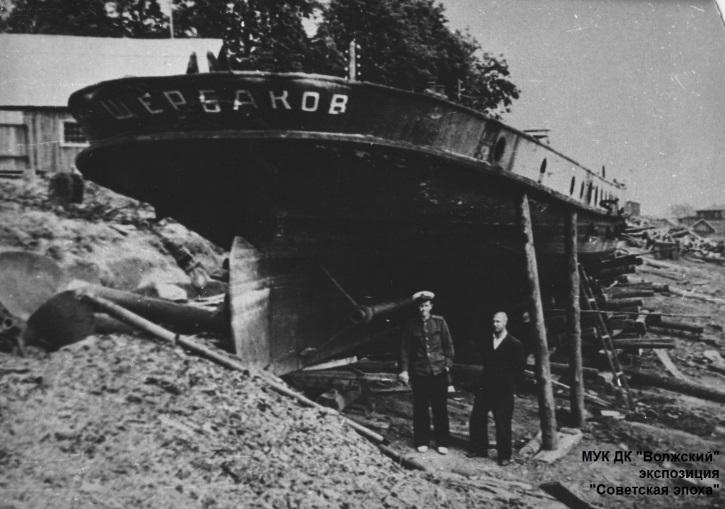 ЩЕРБАКОВ
МУК ДК "Волжский"
экспозиция
"Советская эпоха"